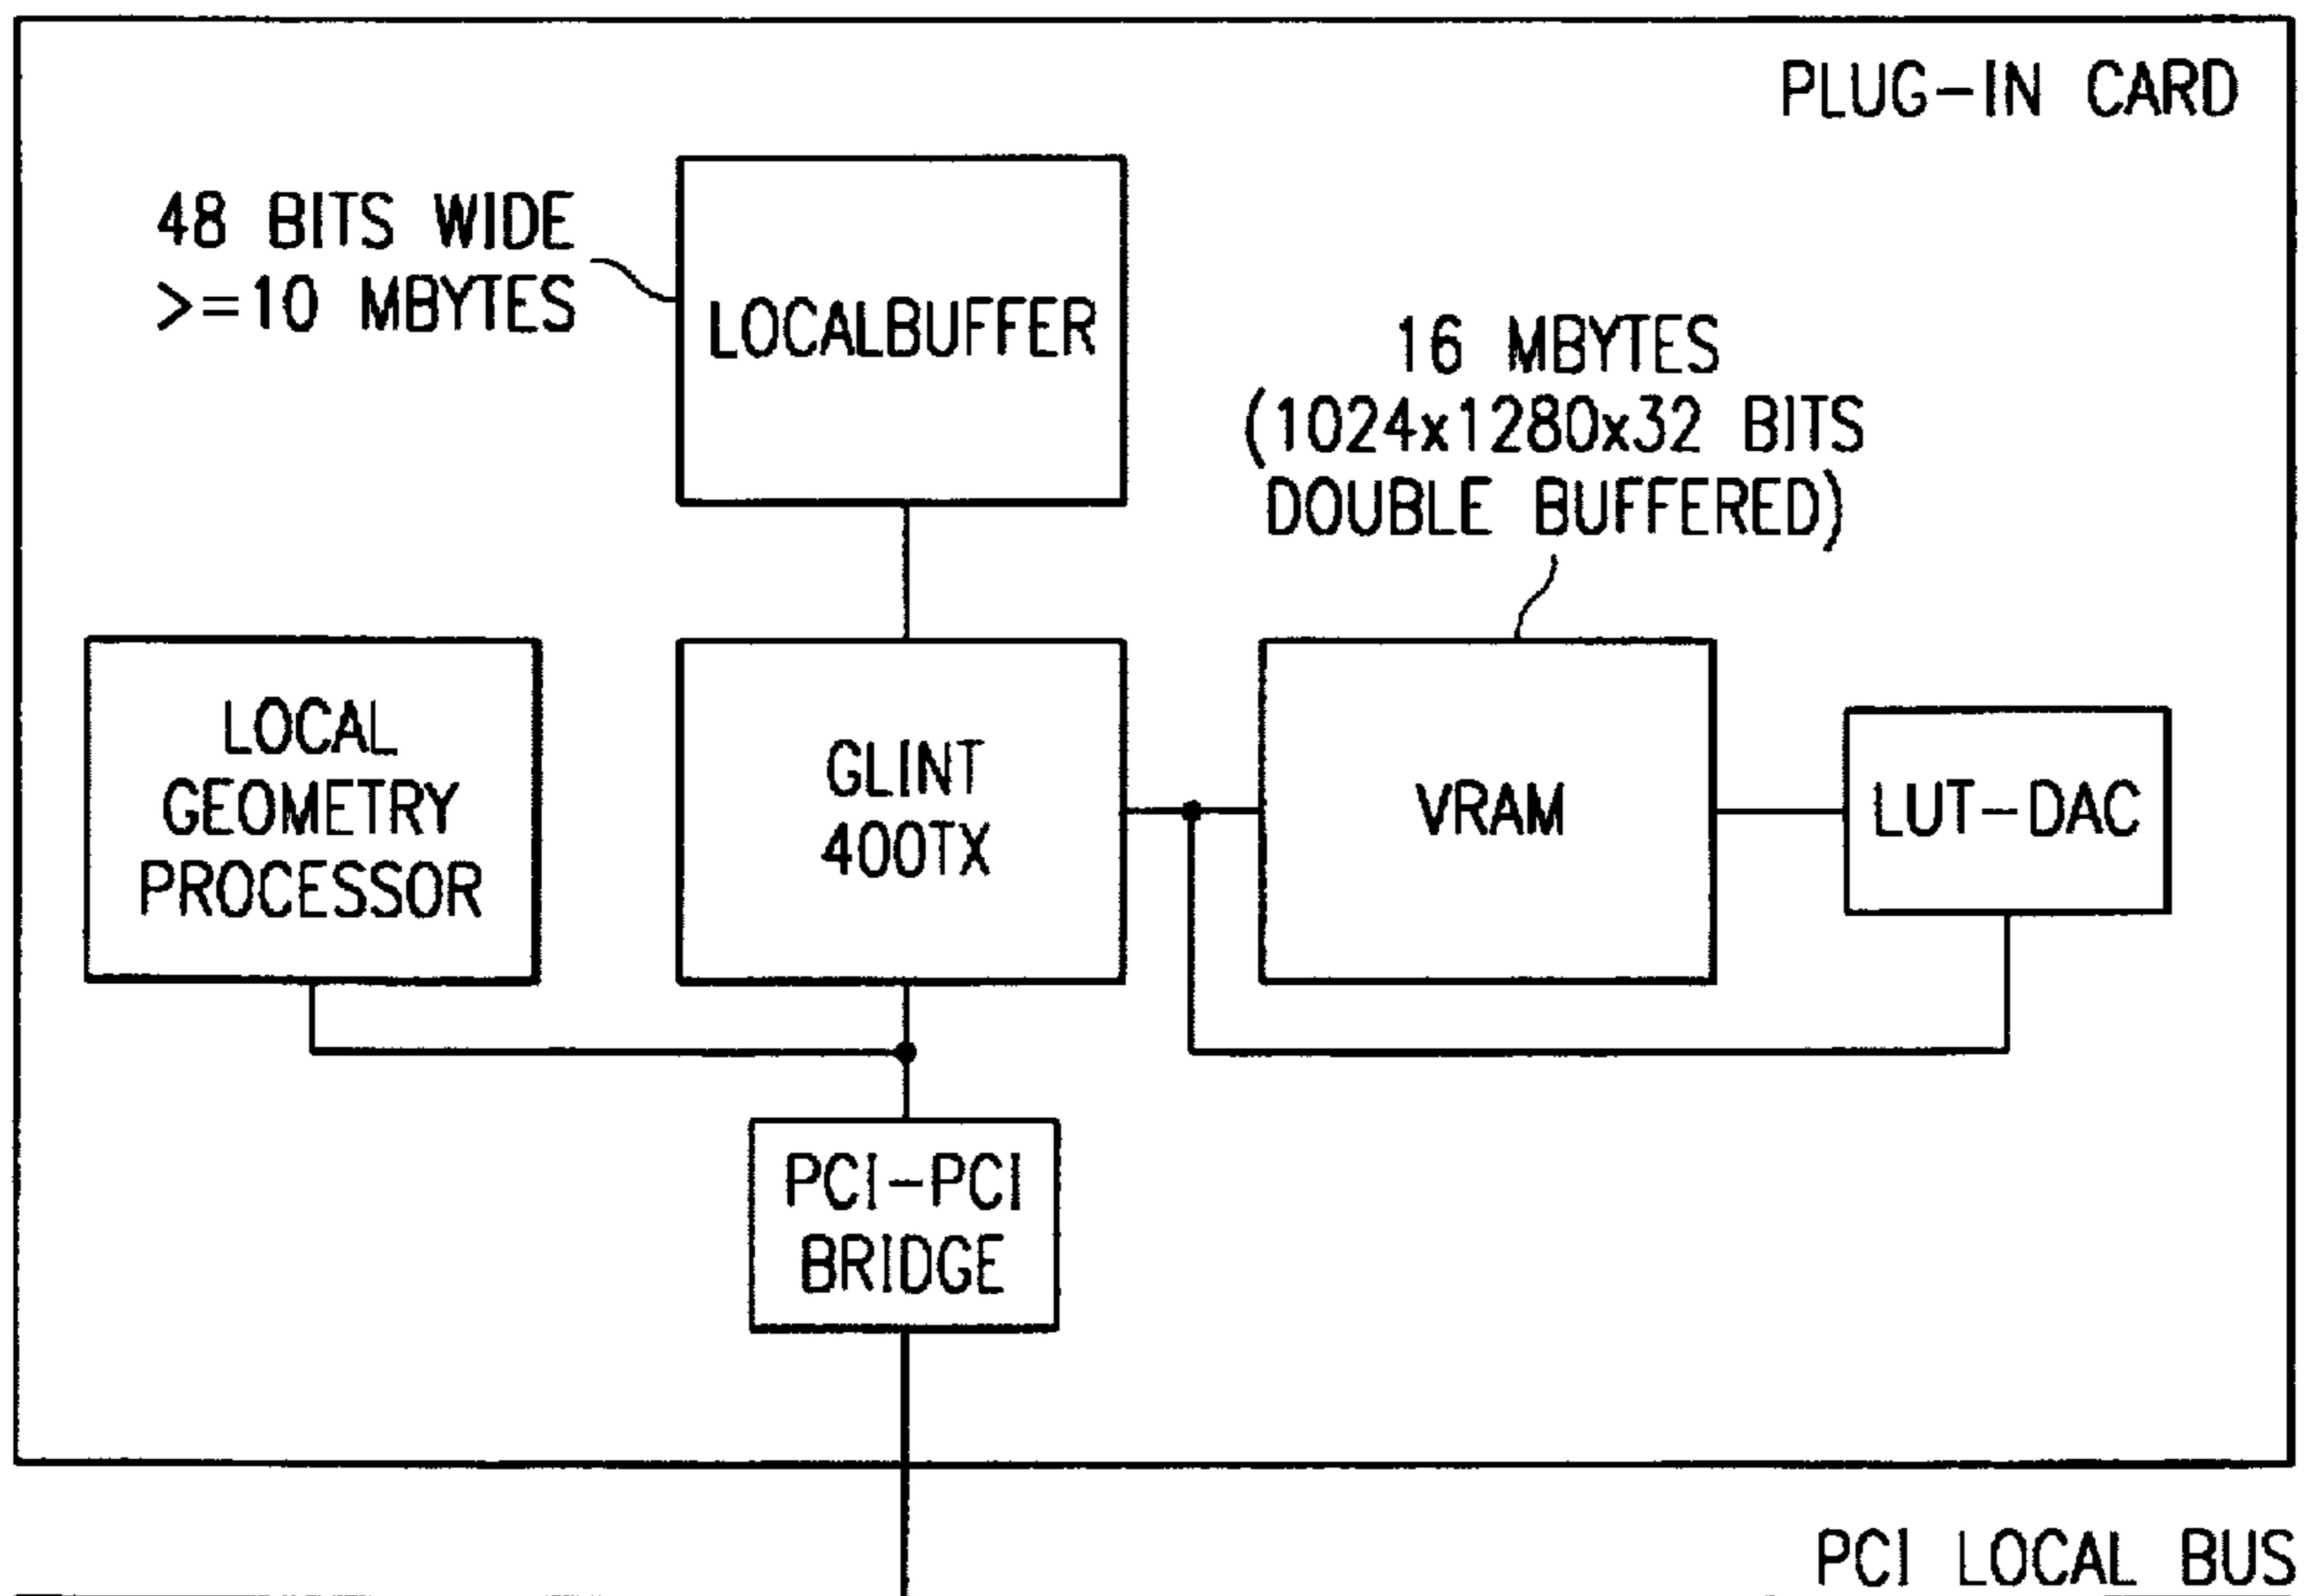 PLUG-IN CARD
48 BITS WIDE
>=10 MBYTES
LOCALBUFFER
16 MBYTES
(1024x1280x32 BITS
DOUBLE BUFFERED)
LOCAL
GEOMETRY
PROCESSOR
GLINT
400TX
VRAM
LUT-DAC
PCI-PCI
BRIDGE
PCI LOCAL BUS